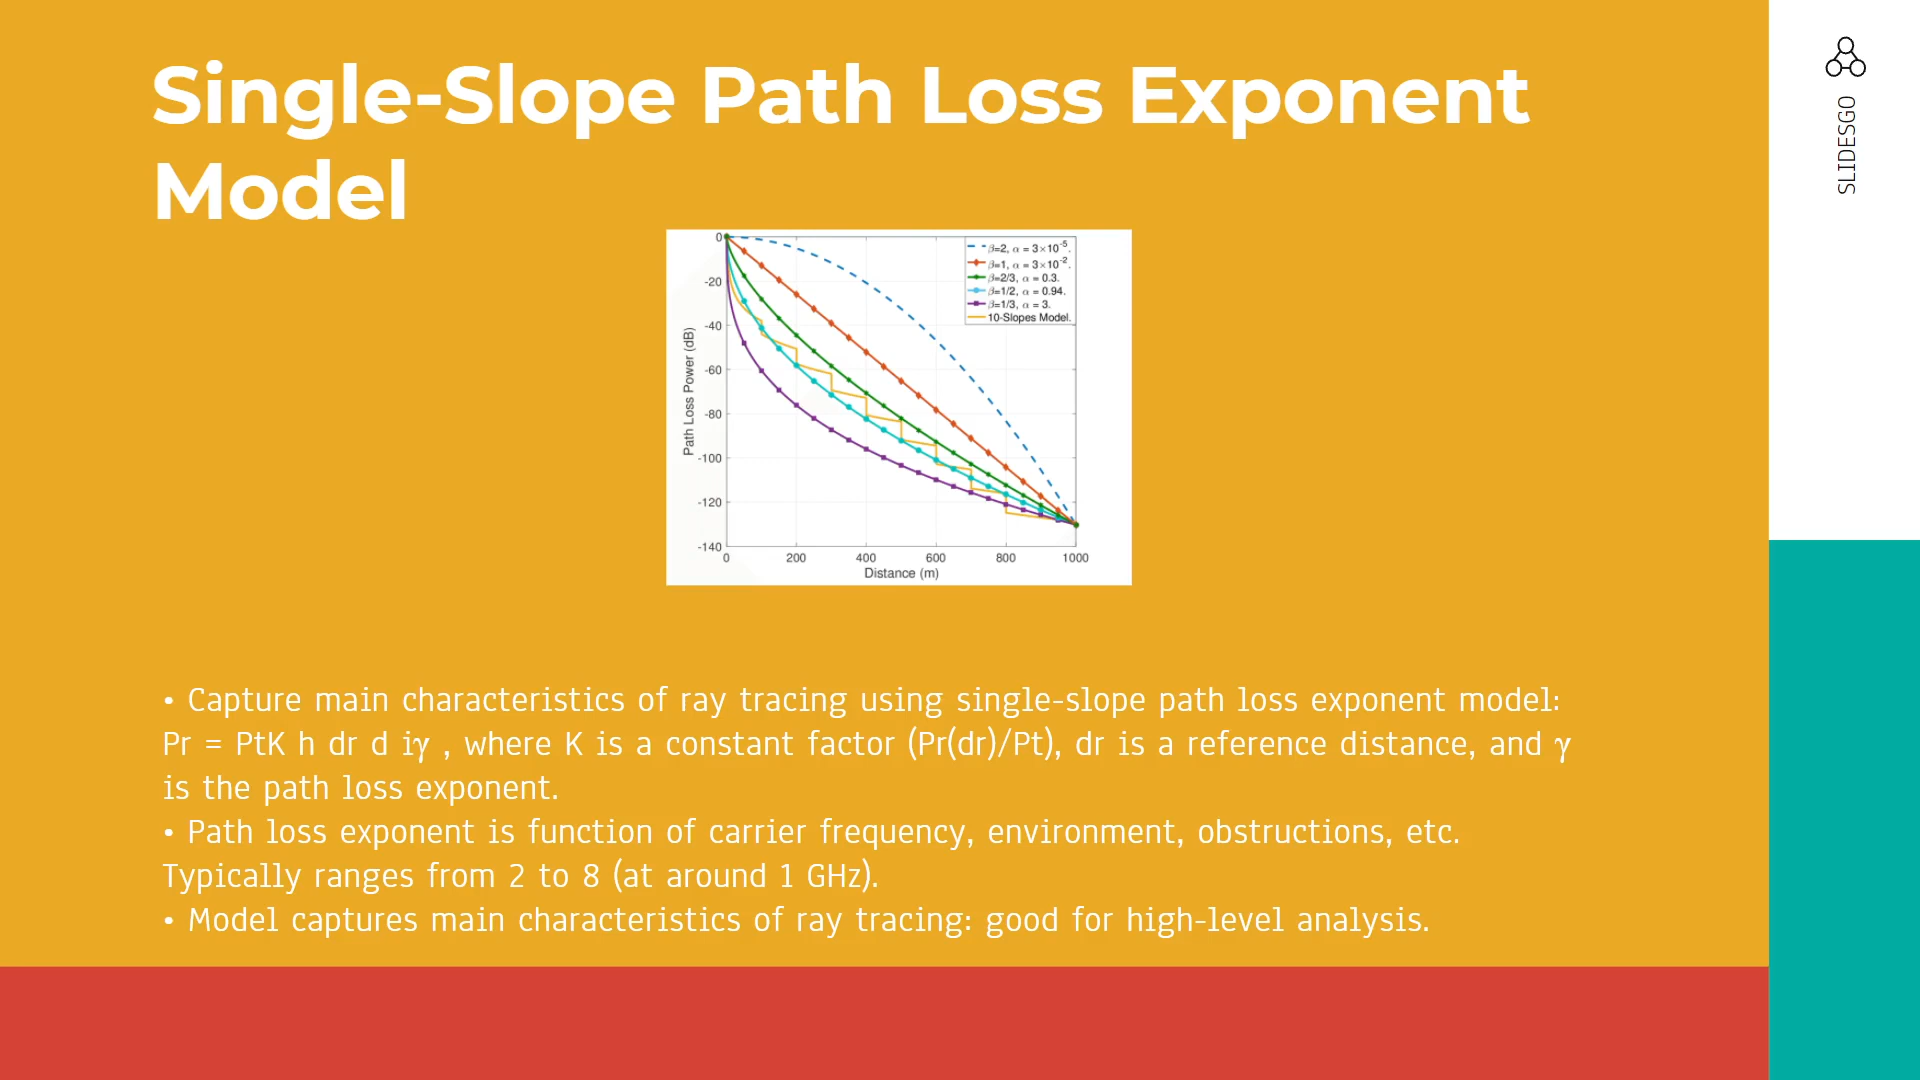 Single-Slope Path Loss Exponent
Model
SLIDESGO
β=2, α = 3×10^-5.
β=1, α = 3×10^-2.
β=2/3, α = 0.3.
β=1/2, α = 0.94.
β=1/3, α = 3.
10-Slopes Model.
Path Loss Power (dB)
0
-20
-40
-60
-80
-100
-120
-140
0 200 400 600 800 1000
Distance (m)
• Capture main characteristics of ray tracing using single-slope path loss exponent model:
Pr = PtK h dr d iγ , where K is a constant factor (Pr(dr)/Pt), dr is a reference distance, and γ
is the path loss exponent.
• Path loss exponent is function of carrier frequency, environment, obstructions, etc.
Typically ranges from 2 to 8 (at around 1 GHz).
• Model captures main characteristics of ray tracing: good for high-level analysis.